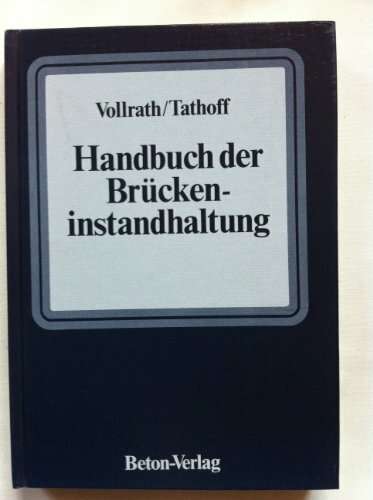 Vollrath/Tathoff
Handbuch der
Brücken-
instandhaltung
Beton-Verlag